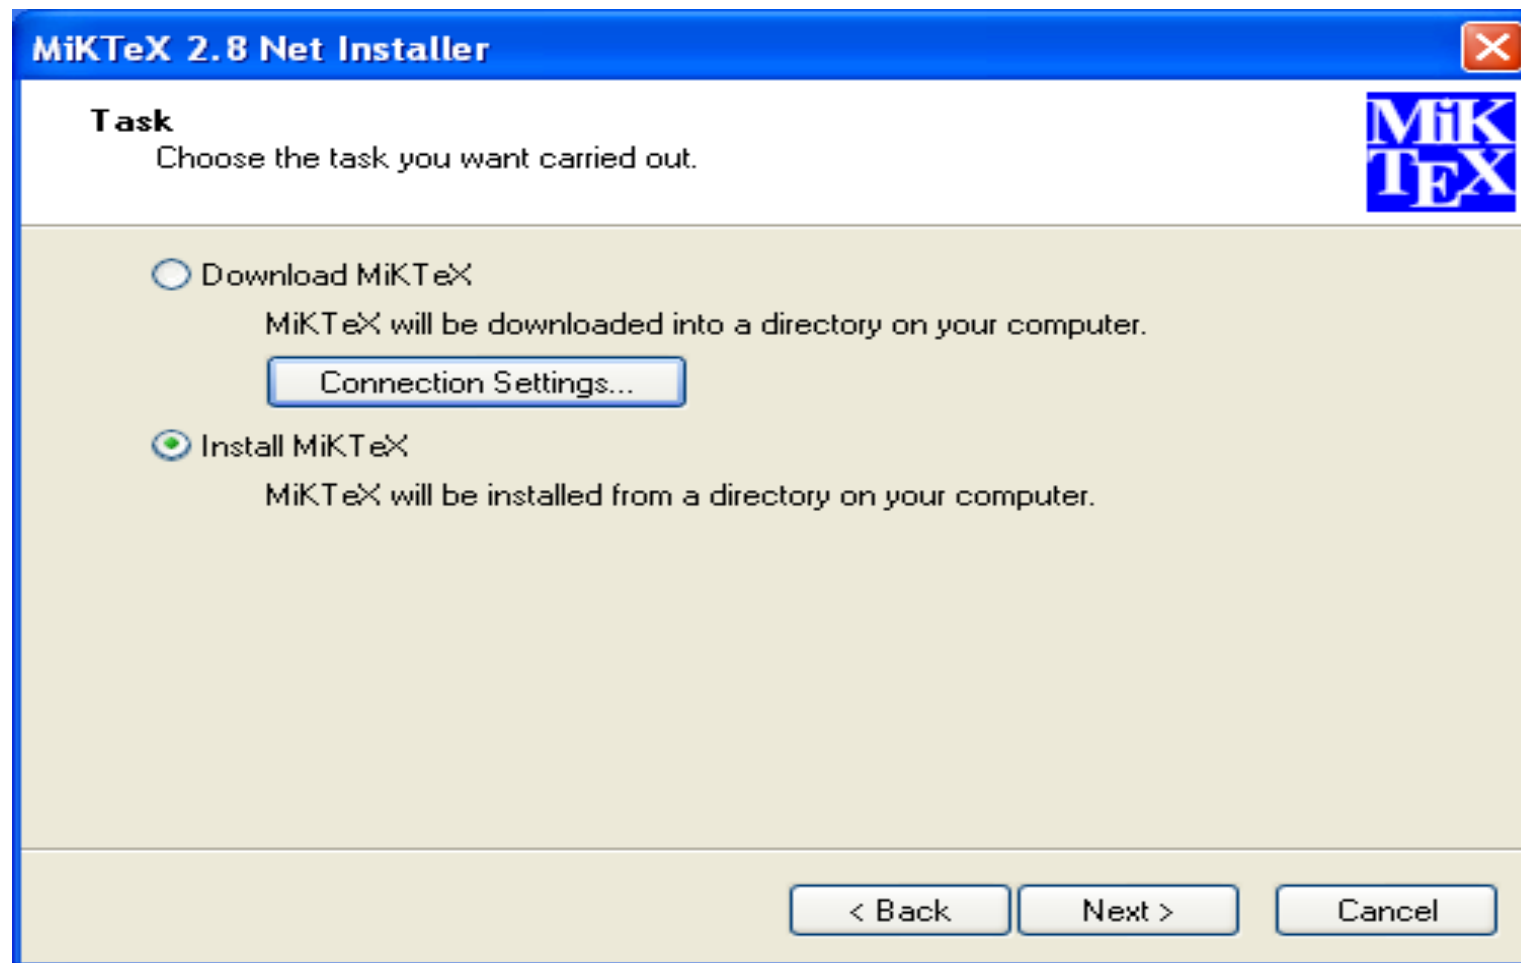 MiKTeX 2.8 Net Installer
Task
Choose the task you want carried out.
MiK
TEX
Download MiKTeX
MiKTeX will be downloaded into a directory on your computer.
Connection Settings...
Install MiKTeX
MiKTeX will be installed from a directory on your computer.
< Back
Next >
Cancel